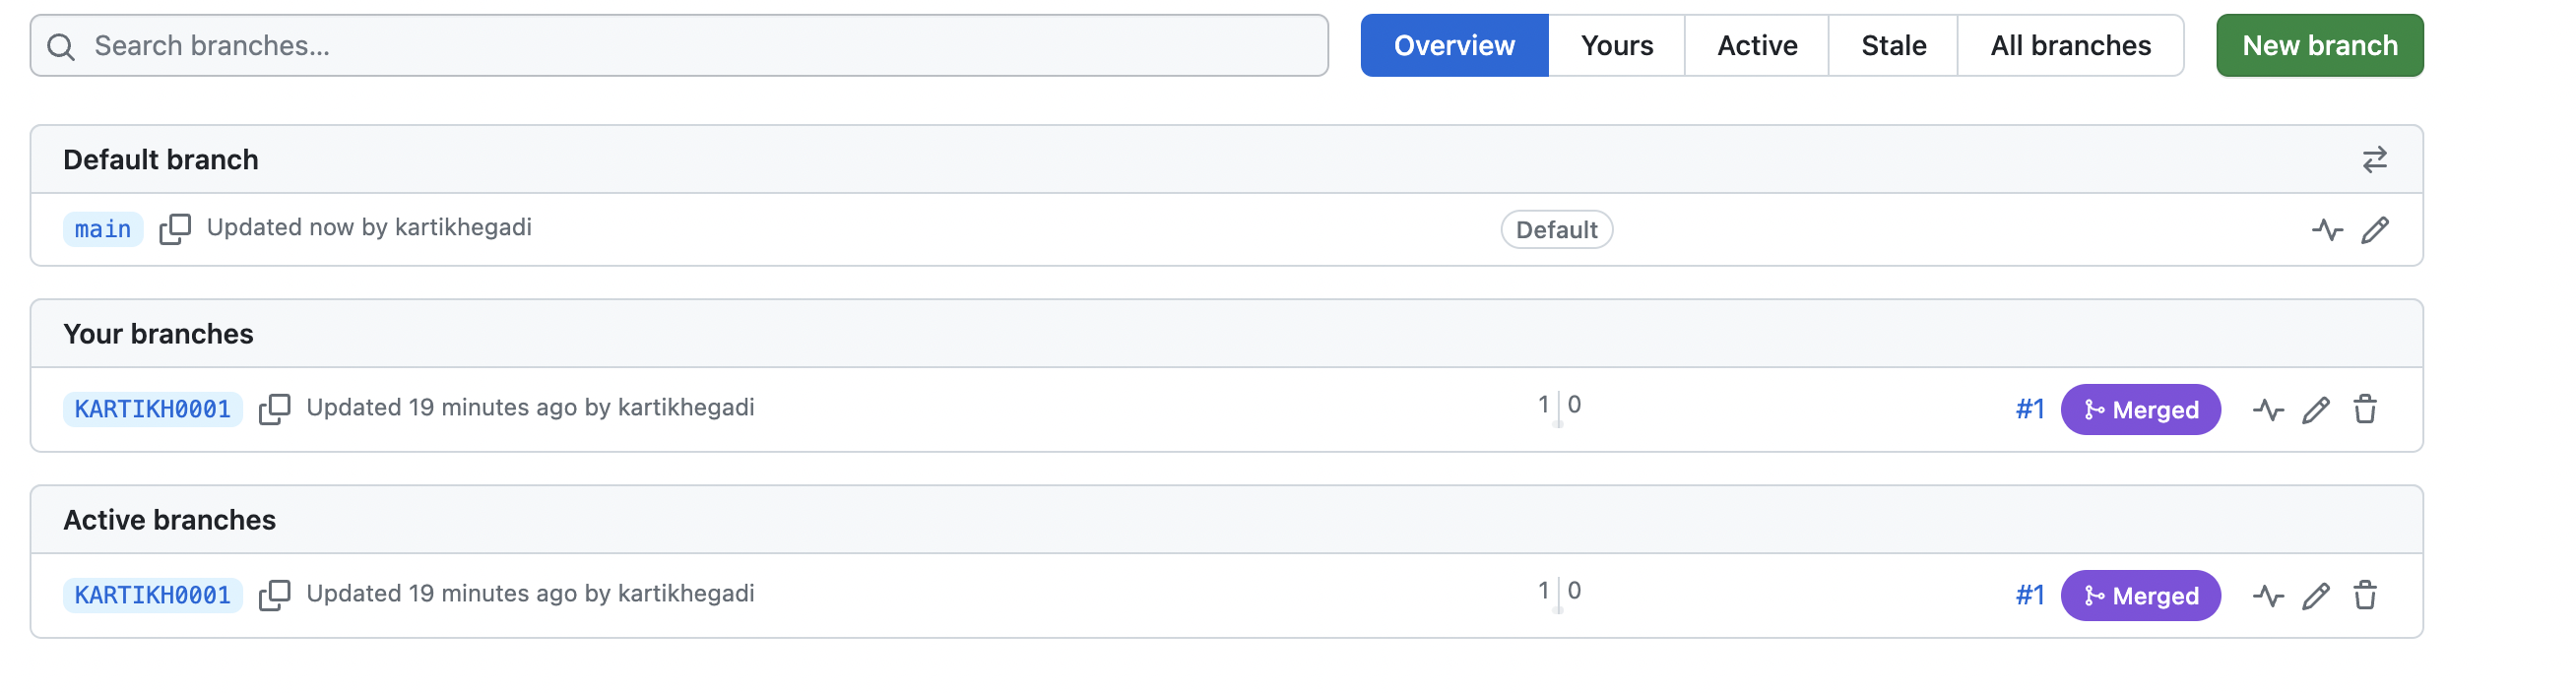 Search branches... Overview Yours Active Stale All branches New branch
Default branch
main Updated now by kartikhegadi Default
Your branches
KARTIKH0001 Updated 19 minutes ago by kartikhegadi 1 0 #1 Merged
Active branches
KARTIKH0001 Updated 19 minutes ago by kartikhegadi 1 0 #1 Merged